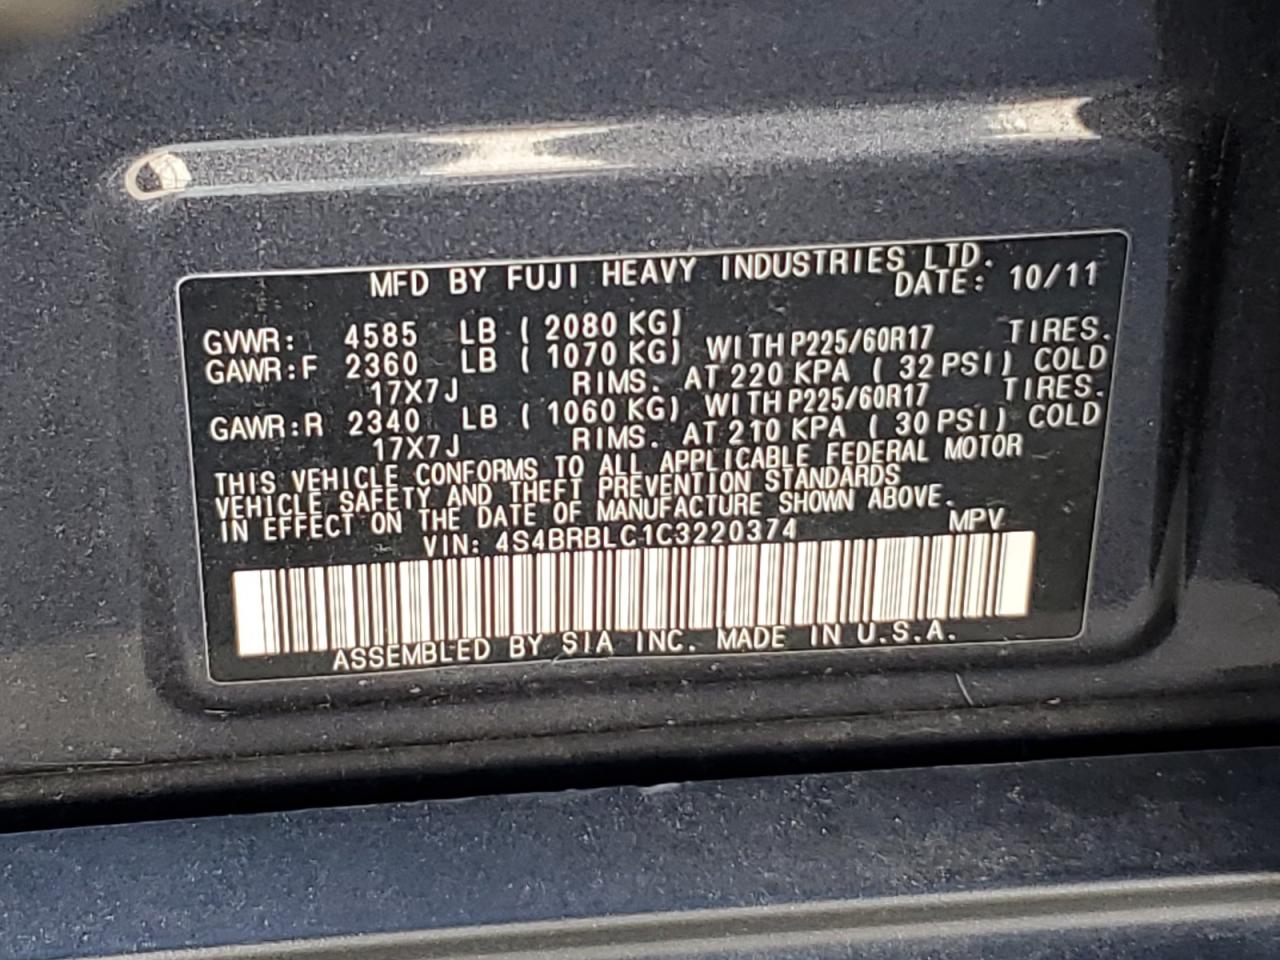 MFD BY FUJI HEAVY INDUSTRIES LTD.
DATE: 10/11
GVWR: 4585 LB ( 2080 KG)
GAWR:F 2360 LB ( 1070 KG) WITH P225/60R17 TIRES.
17X7J RIMS. AT 220 KPA ( 32 PSI) COLD
GAWR:R 2340 LB ( 1060 KG) WITH P225/60R17 TIRES.
17X7J RIMS. AT 210 KPA ( 30 PSI) COLD
THIS VEHICLE CONFORMS TO ALL APPLICABLE FEDERAL MOTOR
VEHICLE SAFETY AND THEFT PREVENTION STANDARDS
IN EFFECT ON THE DATE OF MANUFACTURE SHOWN ABOVE.
VIN: 4S4BRBLC1C3220374 MPV
ASSEMBLED BY SIA INC. MADE IN U.S.A.